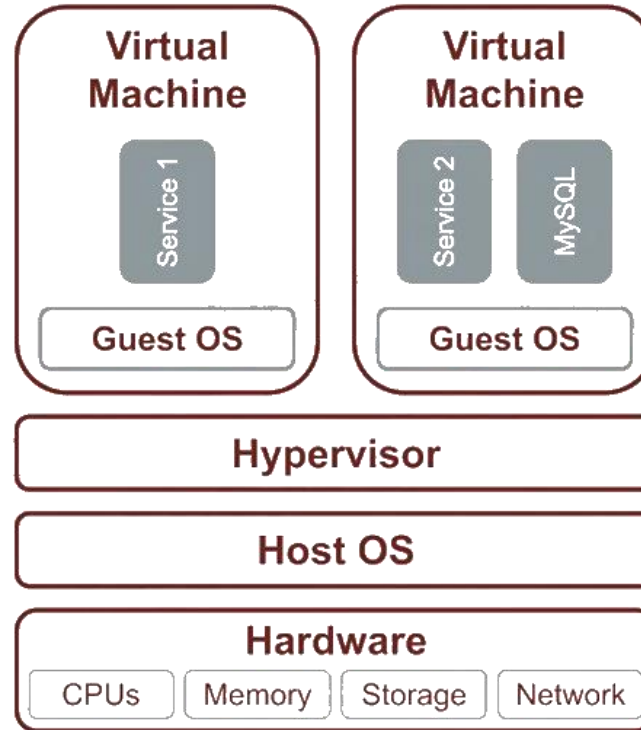 Virtual
Machine
Service 1
Guest OS
Virtual
Machine
Service 2
MySQL
Guest OS
Hypervisor
Host OS
Hardware
CPUs
Memory
Storage
Network